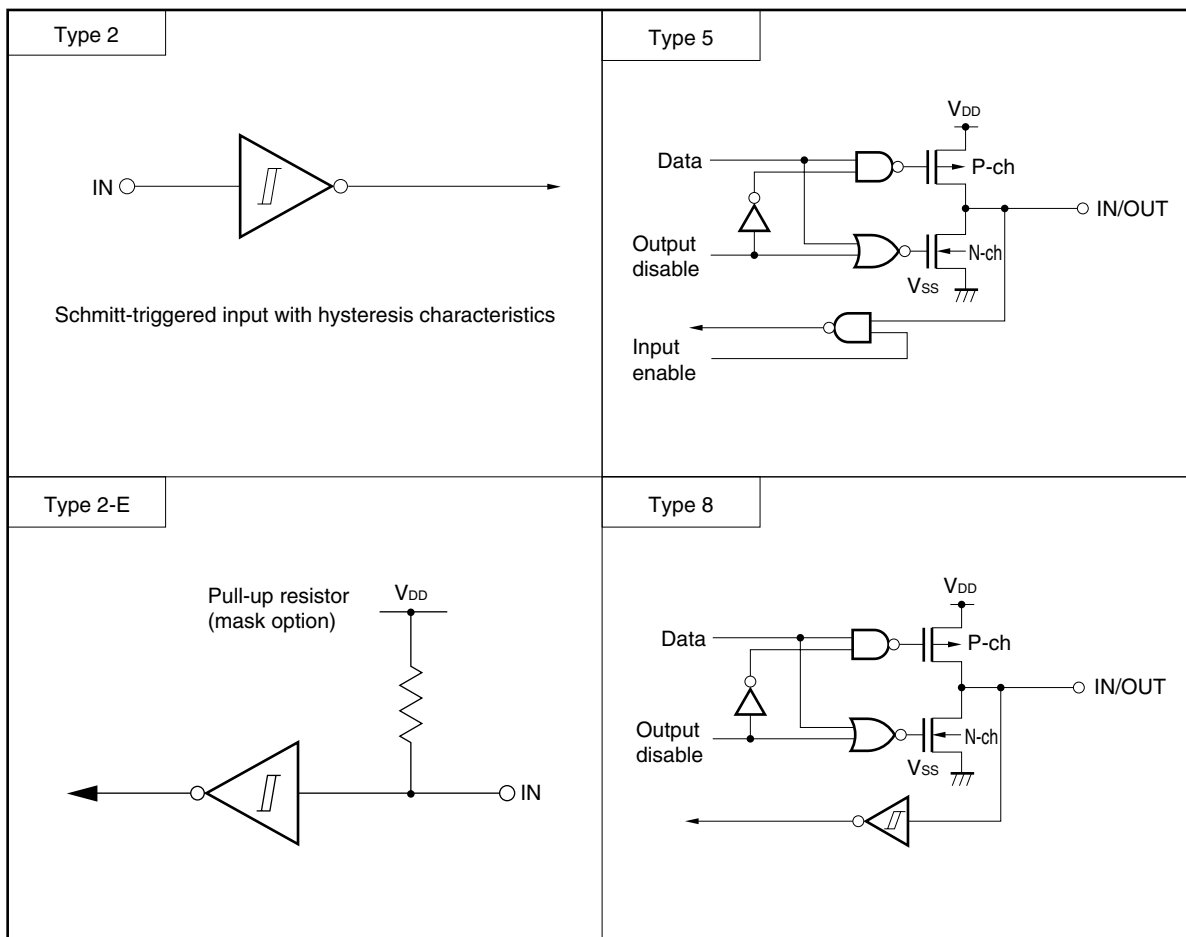 Type 2
IN
Schmitt-triggered input with hysteresis characteristics
Type 5
VDD
Data
P-ch
IN/OUT
Output
disable
N-ch
VSS
Input
enable
Type 2-E
Pull-up resistor
(mask option)
VDD
IN
Type 8
VDD
Data
P-ch
IN/OUT
Output
disable
N-ch
VSS